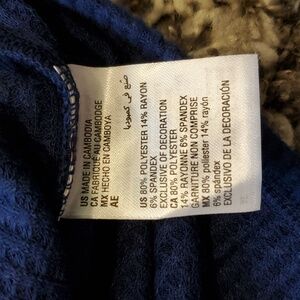 US MADE IN CAMBODIA
CA FABRIQUÉ AU CAMBODGE
MX HECHO EN CAMBOYA
AE صنع في كمبوديا
US 80% POLYESTER 14% RAYON
6% SPANDEX
EXCLUSIVE OF DECORATION
CA 80% POLYESTER
14% RAYONNE 6% SPANDEX
GARNITURE NON COMPRISE
MX 80% poliéster 14% rayón
6% spándex
EXCLUSIVO DE LA DECORACIÓN